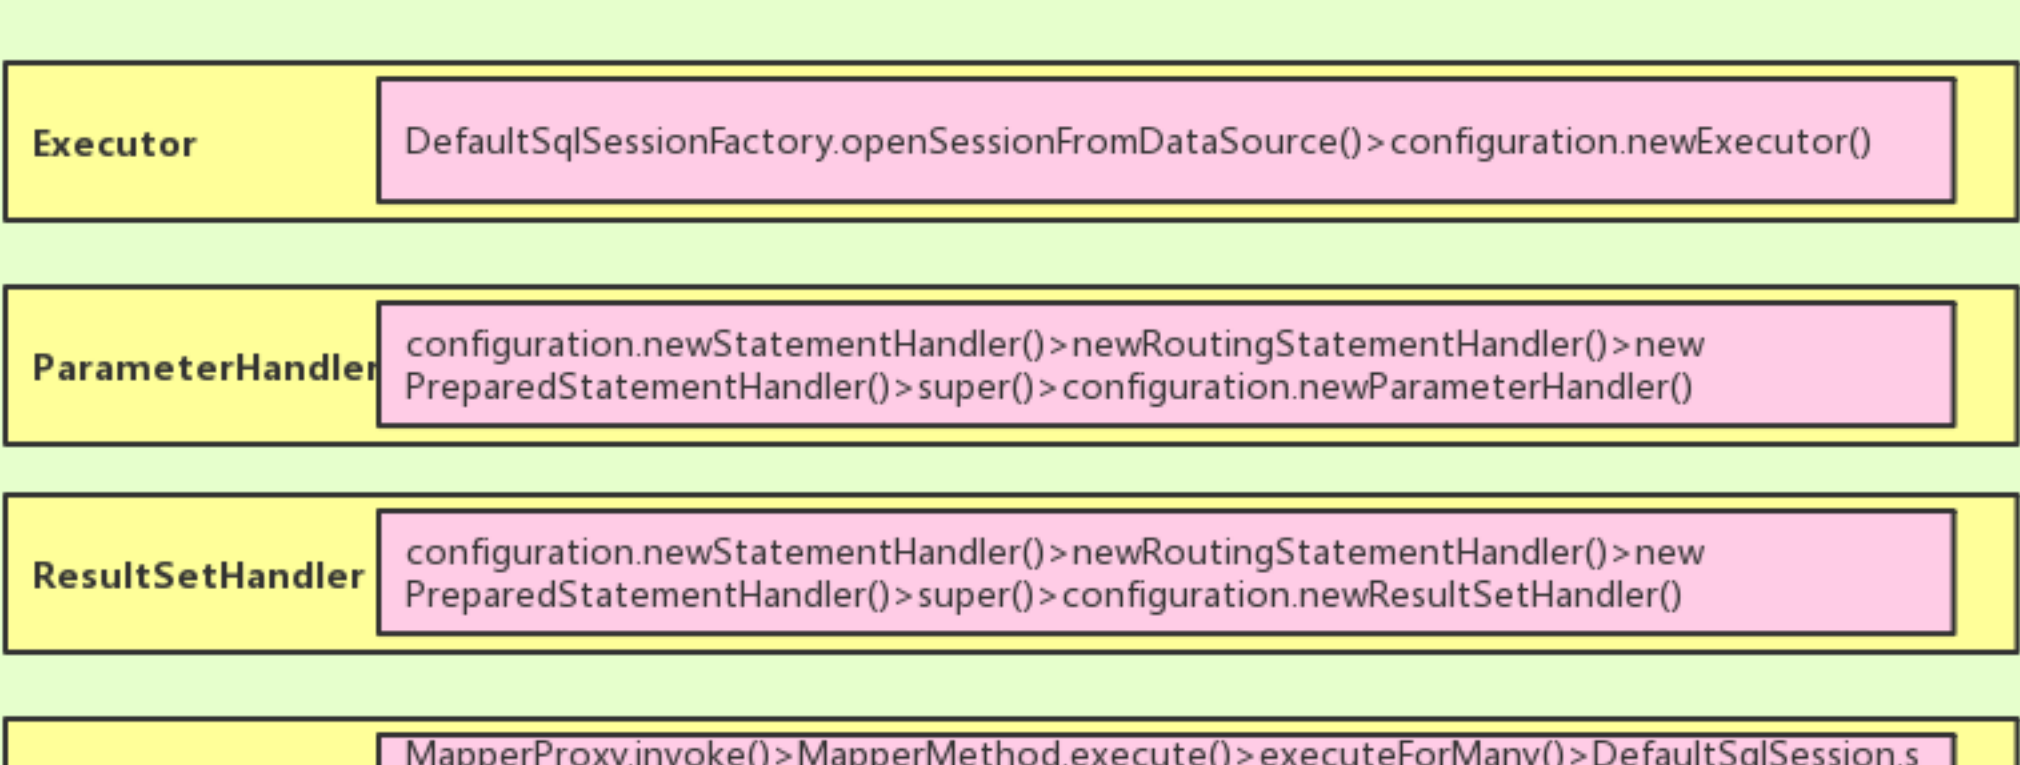 Executor
DefaultSqlSessionFactory.openSessionFromDataSource()>configuration.newExecutor()
ParameterHandler
configuration.newStatementHandler()>newRoutingStatementHandler()>new
PreparedStatementHandler()>super()>configuration.newParameterHandler()
ResultSetHandler
configuration.newStatementHandler()>newRoutingStatementHandler()>new
PreparedStatementHandler()>super()>configuration.newResultSetHandler()
MapperProxy.invoke()>MapperMethod.execute()>executeForMany()>DefaultSqlSession.s